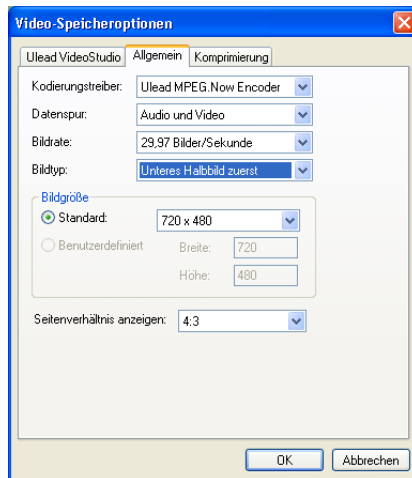 Video-Speicheroptionen
Ulead VideoStudio Allgemein Komprimierung
Kodierungstreiber: Ulead MPEG.Now Encoder
Datenspur: Audio und Video
Bildrate: 29,97 Bilder/Sekunde
Bildtyp: Unteres Halbbild zuerst
Bildgröße
Standard: 720 x 480
Benutzerdefiniert Breite: 720
Höhe: 480
Seitenverhältnis anzeigen: 4:3
OK Abbrechen